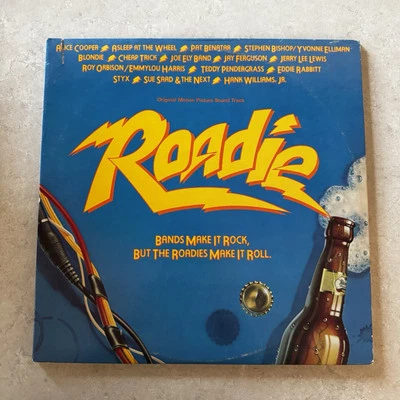 Alice Cooper Asleep at the Wheel Pat Benatar Stephen Bishop/Yvonne Elliman
Blondie Cheap Trick Joe Ely Band Jay Ferguson Jerry Lee Lewis
Roy Orbison/Emmylou Harris Teddy Pendergrass Eddie Rabbitt
Styx Sue Saad & the Next Hank Williams, Jr.
Original Motion Picture Sound Track
Roadie
Bands Make It Rock,
But The Roadies Make It Roll.